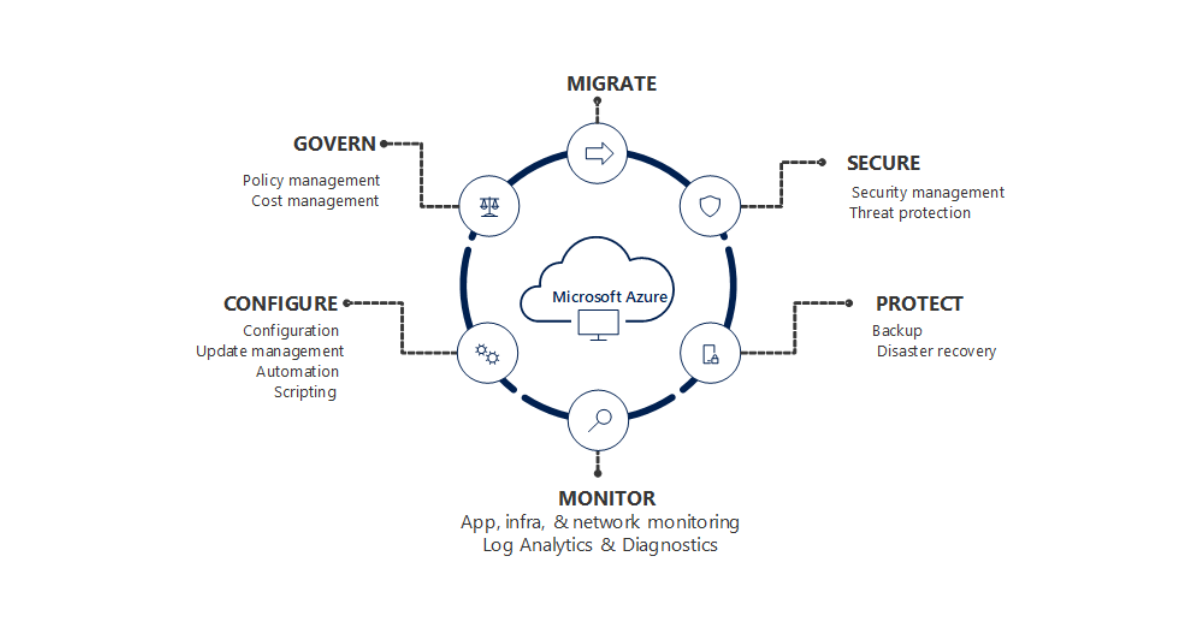 MIGRATE
GOVERN
Policy management
Cost management
SECURE
Security management
Threat protection
Microsoft Azure
CONFIGURE
Configuration
Update management
Automation
Scripting
PROTECT
Backup
Disaster recovery
MONITOR
App, infra, & network monitoring
Log Analytics & Diagnostics